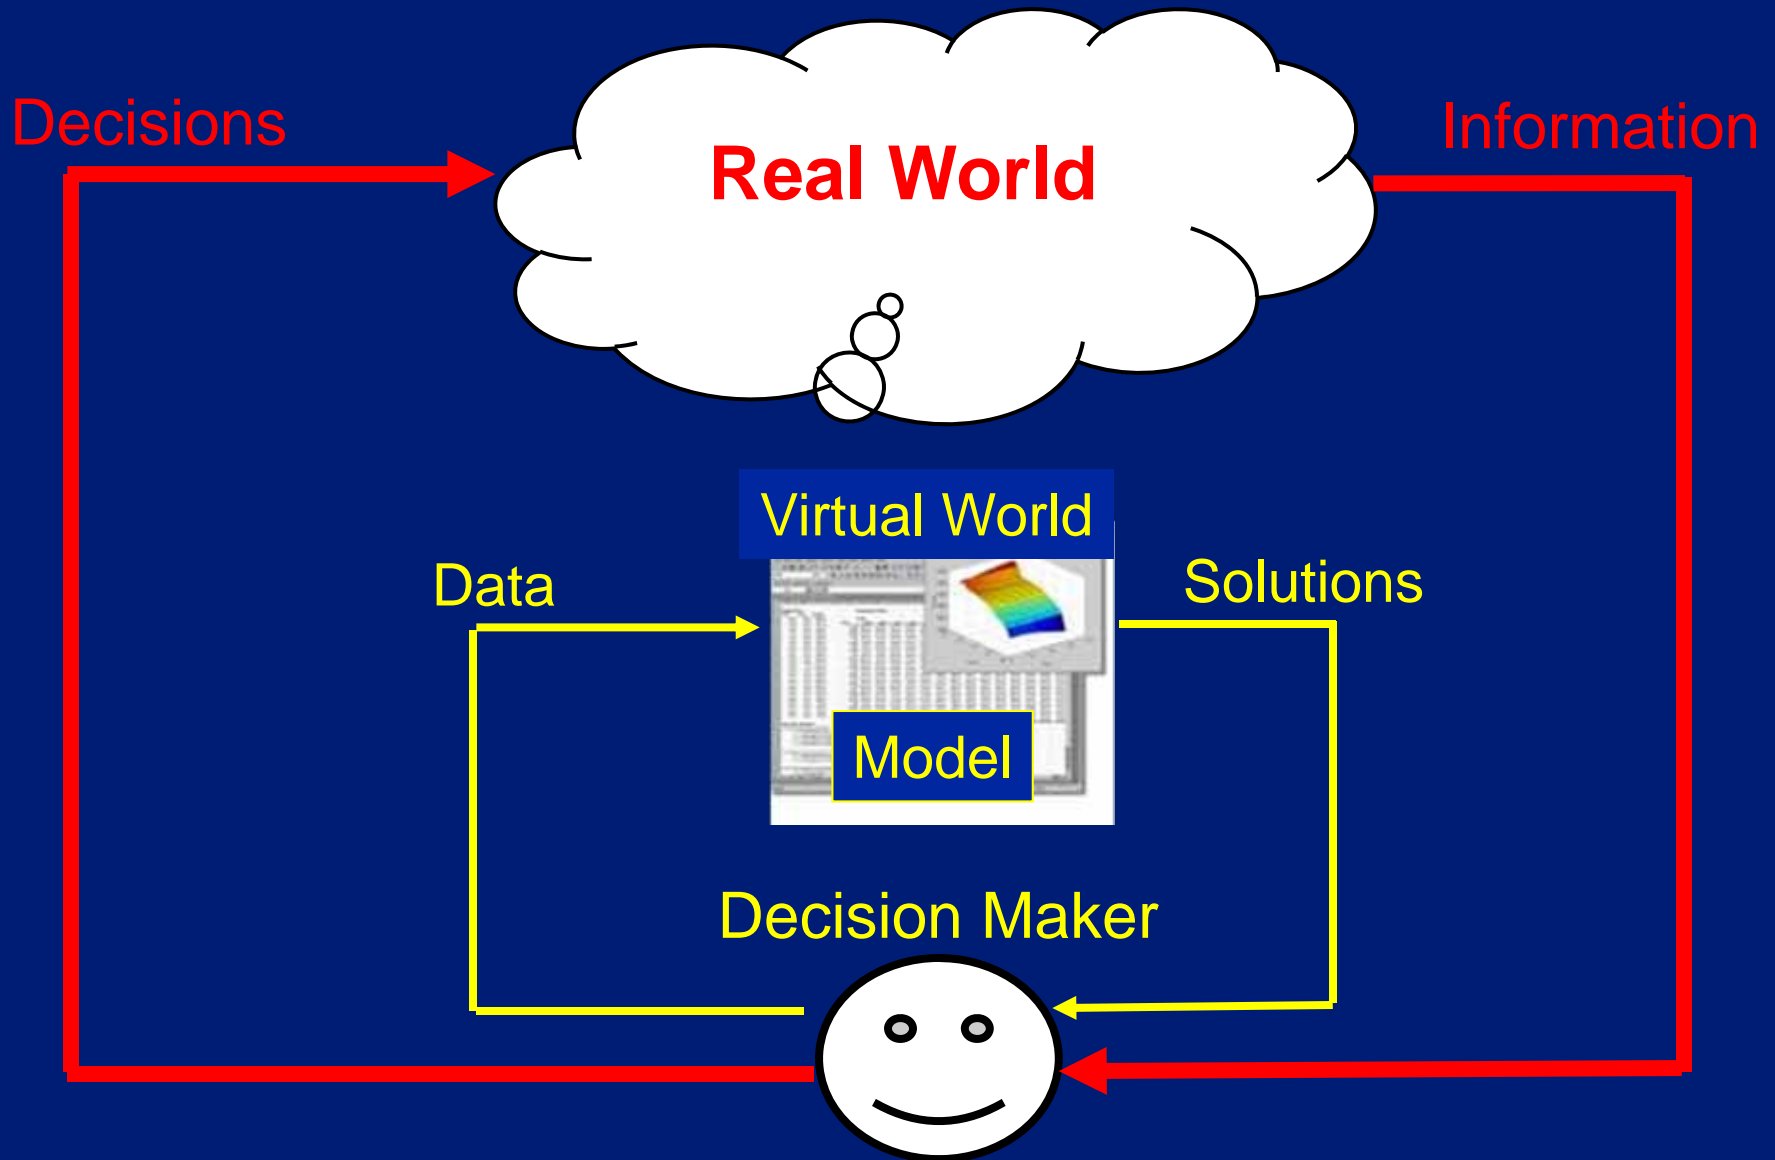 Decisions
Real World
Information
Virtual World
Data
Solutions
Model
Decision Maker